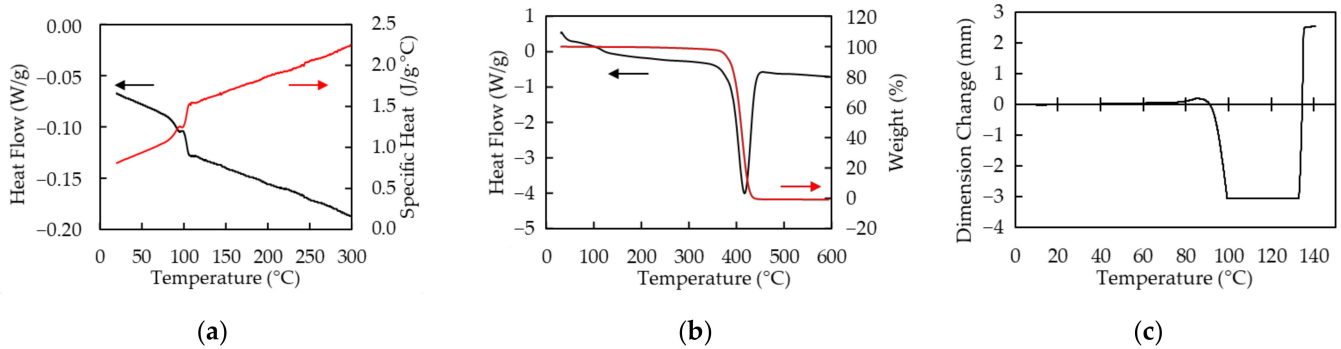 0.00
−0.05
−0.10
−0.15
−0.20
Heat Flow (W/g)
2.5
2.0
1.5
1.0
0.5
0.0
Specific Heat (J/g·°C)
0 50 100 150 200 250 300
Temperature (°C)
(a)
1
0
−1
−2
−3
−4
−5
Heat Flow (W/g)
120
100
80
60
40
20
0
−20
Weight (%)
0 100 200 300 400 500 600
Temperature (°C)
(b)
3
2
1
0
−1
−2
−3
−4
Dimension Change (mm)
0 20 40 60 80 100 120 140
Temperature (°C)
(c)